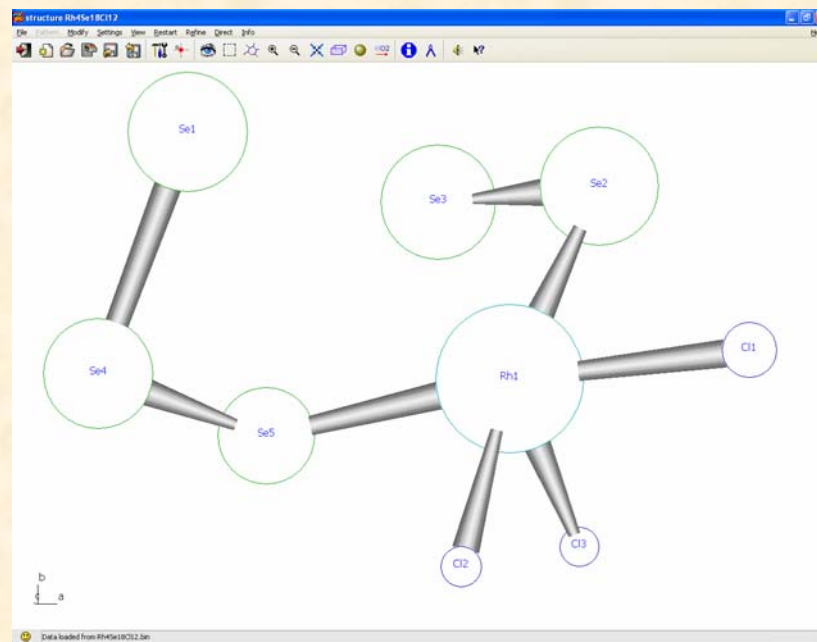 structure Rh4Se18Cl12
File Pattern Modify Settings View Restart Refine Direct Info
Se1
Se3
Se2
Cl1
Se4
Rh1
Se5
Cl2
Cl3
b
c a
Data loaded from Rh4Se18Cl12.bin